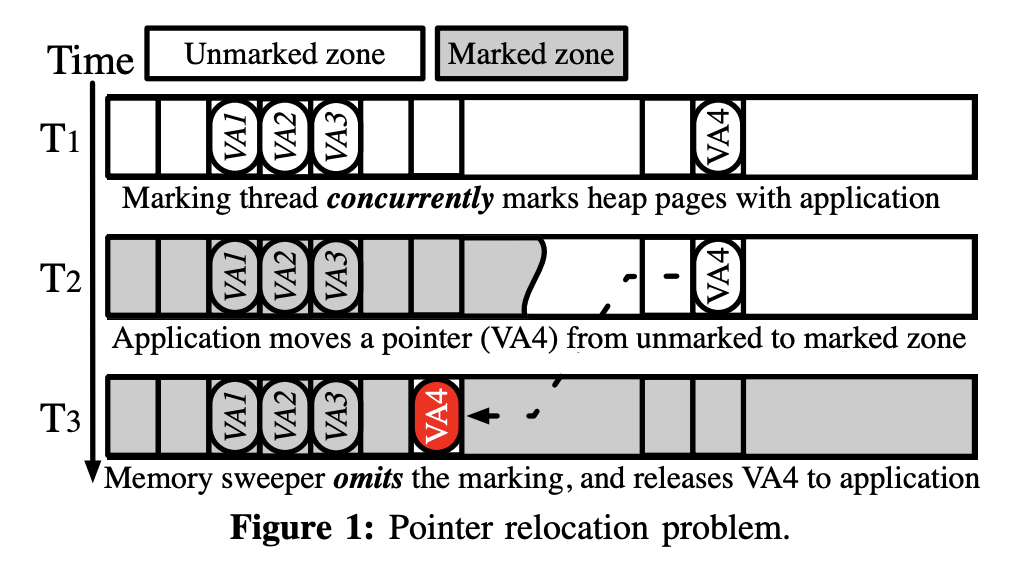 Time Unmarked zone Marked zone
T1 VA1 VA2 VA3 VA4
Marking thread concurrently marks heap pages with application
T2 VA1 VA2 VA3 VA4
Application moves a pointer (VA4) from unmarked to marked zone
T3 VA1 VA2 VA3 VA4
Memory sweeper omits the marking, and releases VA4 to application
Figure 1: Pointer relocation problem.